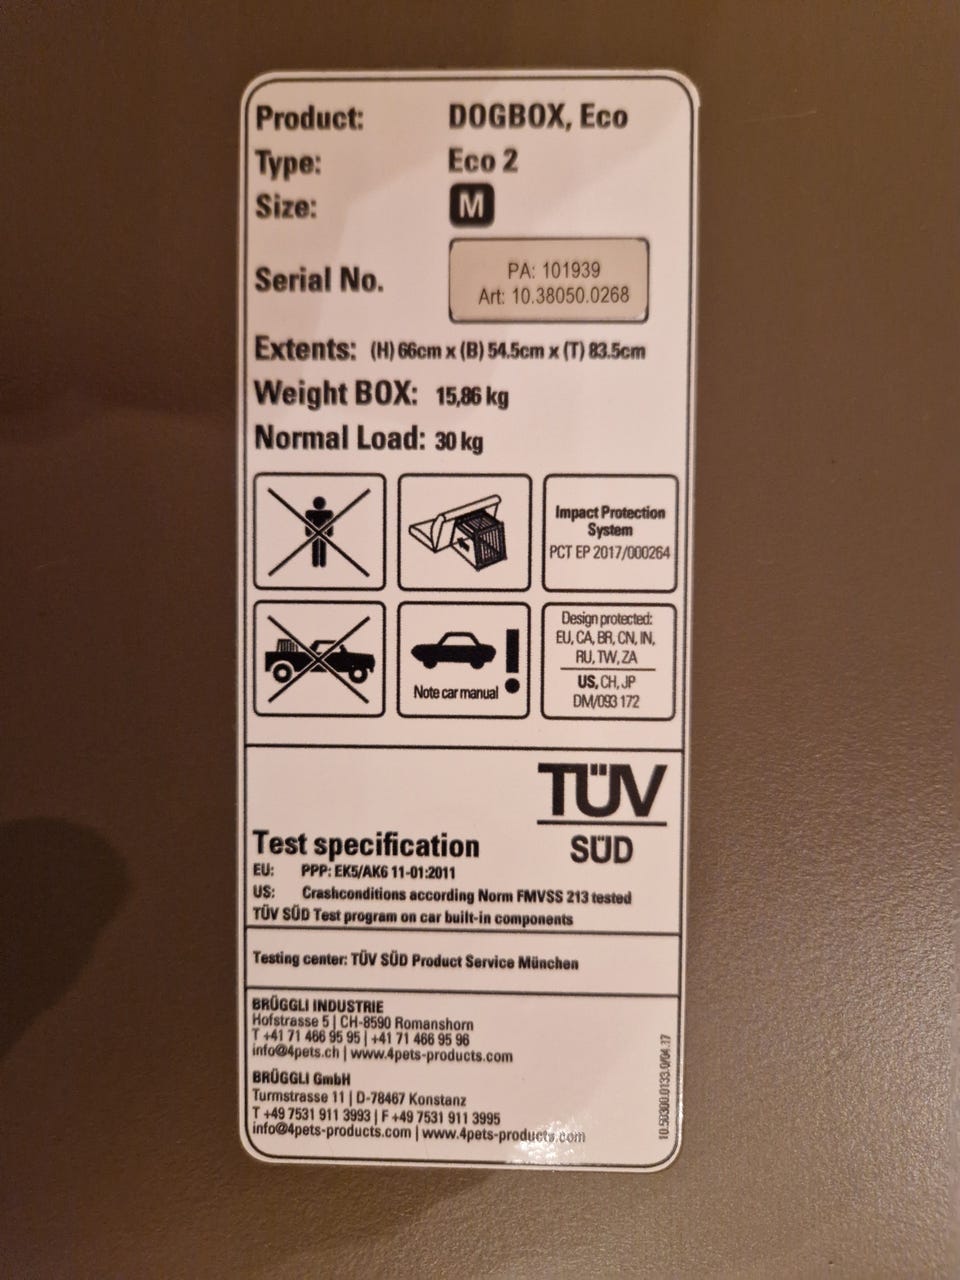 Product: DOGBOX, Eco
Type: Eco 2
Size: M
Serial No.
PA: 101939
Art: 10.38050.0268
Extents: (H) 66cm x (B) 54.5cm x (T) 83.5cm
Weight BOX: 15,86 kg
Normal Load: 30 kg
Impact Protection
System
PCT EP 2017/000264
Note car manual
!
Design protected:
EU, CA, BR, CN, IN,
RU, TW, ZA
US, CH, JP
DM/093 172
TÜV
SÜD
Test specification
EU: PPP: EK5/AK6 11-01:2011
US: Crashconditions according Norm FMVSS 213 tested
TÜV SÜD Test program on car built-in components
Testing center: TÜV SÜD Product Service München
BRÜGGLI INDUSTRIE
Hofstrasse 5 | CH-8590 Romanshorn
T +41 71 466 95 95 | +41 71 466 95 96
info@4pets.ch | www.4pets-products.com
BRÜGGLI GmbH
Turmstrasse 11 | D-78467 Konstanz
T +49 7531 911 3993 | F +49 7531 911 3995
info@4pets-products.com | www.4pets-products.com
10.50300.0133.0/04.17